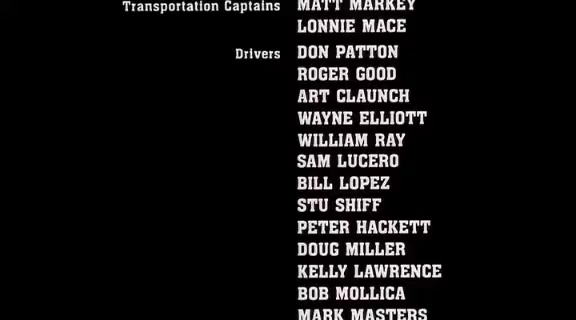 Transportation Captains MATT MARKEY
LONNIE MACE
Drivers DON PATTON
ROGER GOOD
ART CLAUNCH
WAYNE ELLIOTT
WILLIAM RAY
SAM LUCERO
BILL LOPEZ
STU SHIFF
PETER HACKETT
DOUG MILLER
KELLY LAWRENCE
BOB MOLLICA
MARK MASTERS